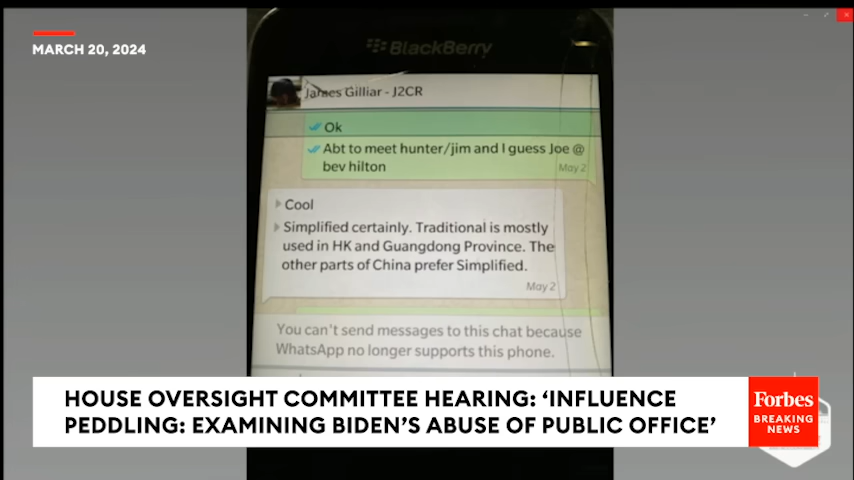 MARCH 20, 2024
BlackBerry
James Gilliar - J2CR
Ok
Abt to meet hunter/jim and I guess Joe @
bev hilton
May 2
Cool
Simplified certainly. Traditional is mostly
used in HK and Guangdong Province. The
other parts of China prefer Simplified.
May 2
You can't send messages to this chat because
WhatsApp no longer supports this phone.
HOUSE OVERSIGHT COMMITTEE HEARING: ‘INFLUENCE
PEDDLING: EXAMINING BIDEN’S ABUSE OF PUBLIC OFFICE’
Forbes
BREAKING
NEWS